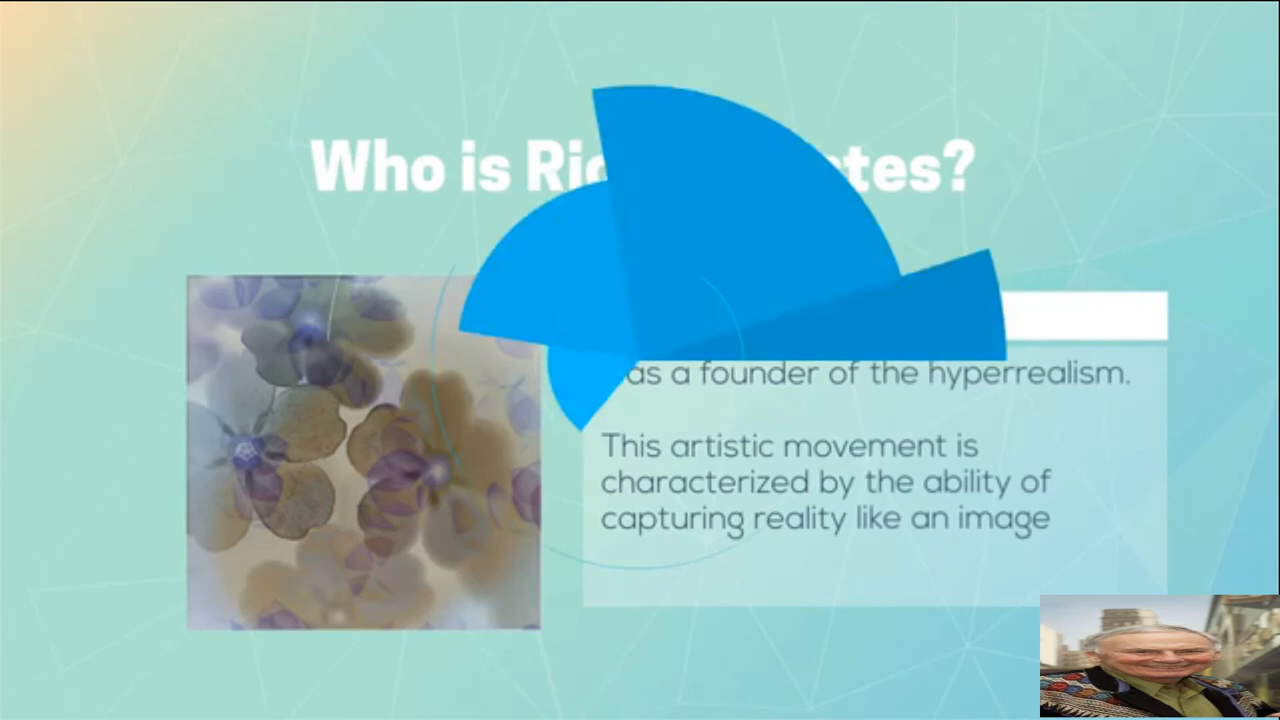 Who is
as a founder of the hyperrealism.
This artistic movement is
characterized by the ability of
capturing reality like an image